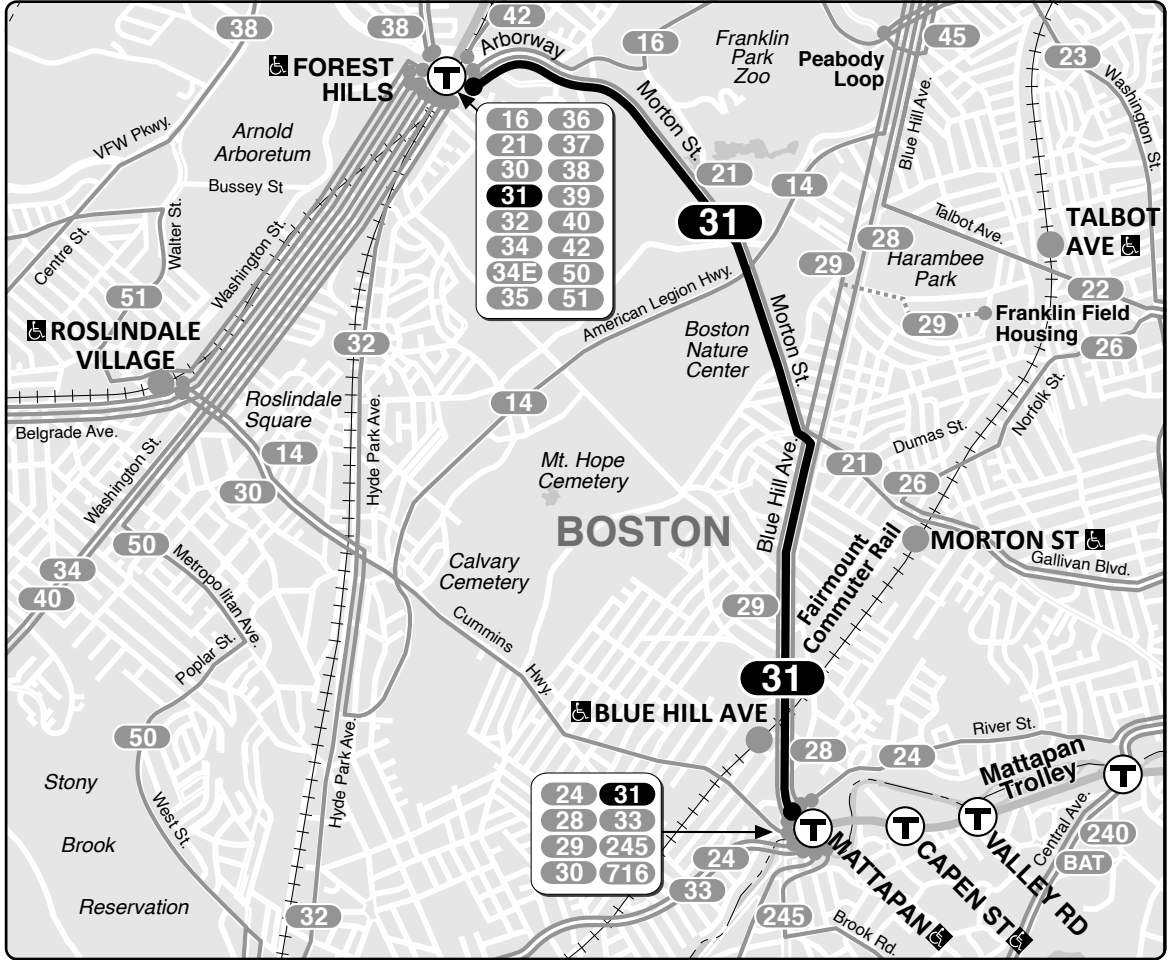 38
38
42
Arborway
16
Franklin
Park
Zoo
Peabody
Loop
45
23
Washington St.
FOREST
HILLS
T
VFW Pkwy.
Arnold
Arboretum
Bussey St
Morton St.
Blue Hill Ave.
16 36
21 37
30 38
31 39
32 40
34 42
34E 50
35 51
21
14
31
Centre St.
Walter St.
Washington St.
Talbot Ave.
TALBOT
AVE
28
29
Harambee
Park
22
51
American Legion Hwy.
29
Franklin Field
Housing
26
ROSLINDALE
VILLAGE
32
Boston
Nature
Center
Morton St.
Norfolk St.
Roslindale
Square
14
Belgrade Ave.
Hyde Park Ave.
Dumas St.
14
21
26
Washington St.
30
Mt. Hope
Cemetery
Blue Hill Ave.
BOSTON
50
MORTON ST
Gallivan Blvd.
Fairmount
Commuter Rail
34
40
Metropolitan Ave.
Calvary
Cemetery
29
Cummins Hwy.
Poplar St.
31
BLUE HILL AVE
50
Hyde Park Ave.
28
24
River St.
Mattapan
Trolley
T
Stony
Brook
Reservation
West St.
24 31
28 33
29 245
30 716
T
MATTAPAN
T
CAPEN ST
T
VALLEY RD
Central Ave.
240
BAT
24
33
32
245
Brook Rd.